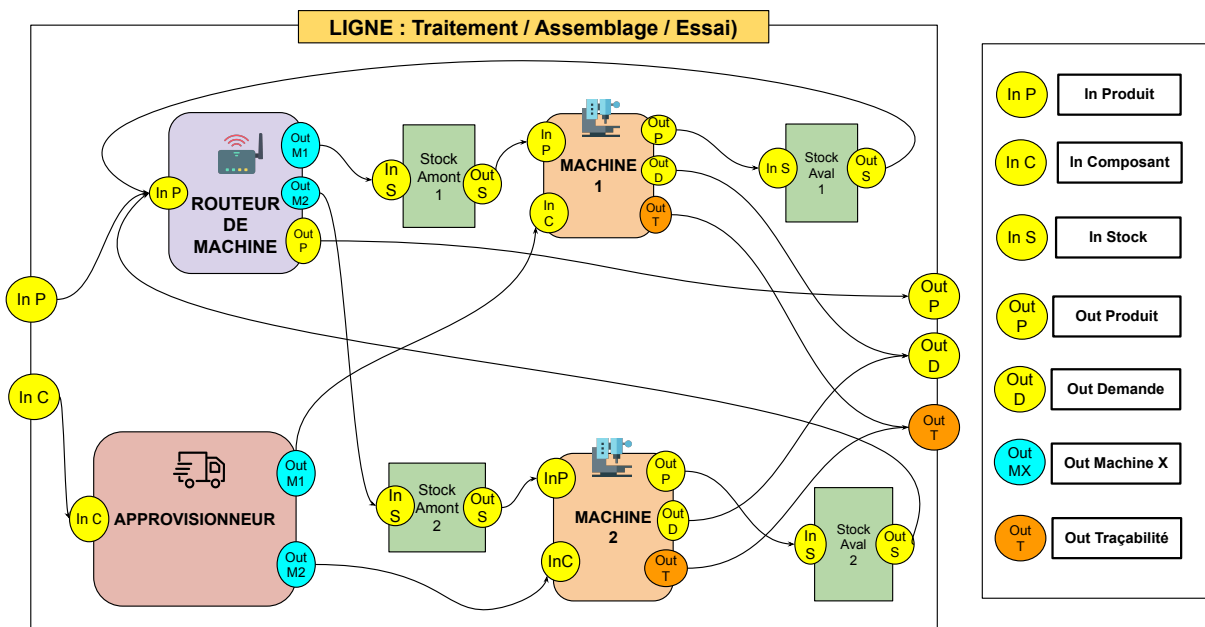 LIGNE : Traitement / Assemblage / Essai)
In P
In C
In P
ROUTEUR
DE
MACHINE
Out
M1
Out
M2
Out
P
In
S
Stock
Amont
1
Out
S
In
P
In
C
MACHINE
1
Out
P
Out
D
Out
T
In S
Stock
Aval
1
Out
S
In C
APPROVISIONNEUR
Out
M1
Out
M2
In
S
Stock
Amont
2
Out
S
InP
InC
MACHINE
2
Out
P
Out
D
Out
T
In
S
Stock
Aval
2
Out
S
Out
P
Out
D
Out
T
In P
In Produit
In C
In Composant
In S
In Stock
Out
P
Out Produit
Out
D
Out Demande
Out
MX
Out Machine X
Out
T
Out Traçabilité